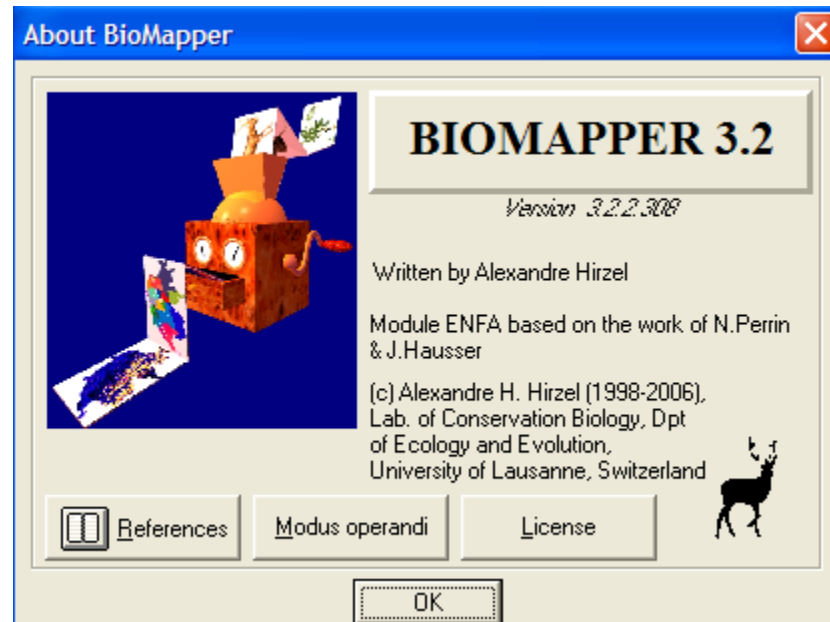 About BioMapper
BIOMAPPER 3.2
Version 3.2.2.308
Written by Alexandre Hirzel
Module ENFA based on the work of N.Perrin
& J.Hausser
(c) Alexandre H. Hirzel (1998-2006),
Lab. of Conservation Biology, Dpt
of Ecology and Evolution,
University of Lausanne, Switzerland
References
Modus operandi
License
OK